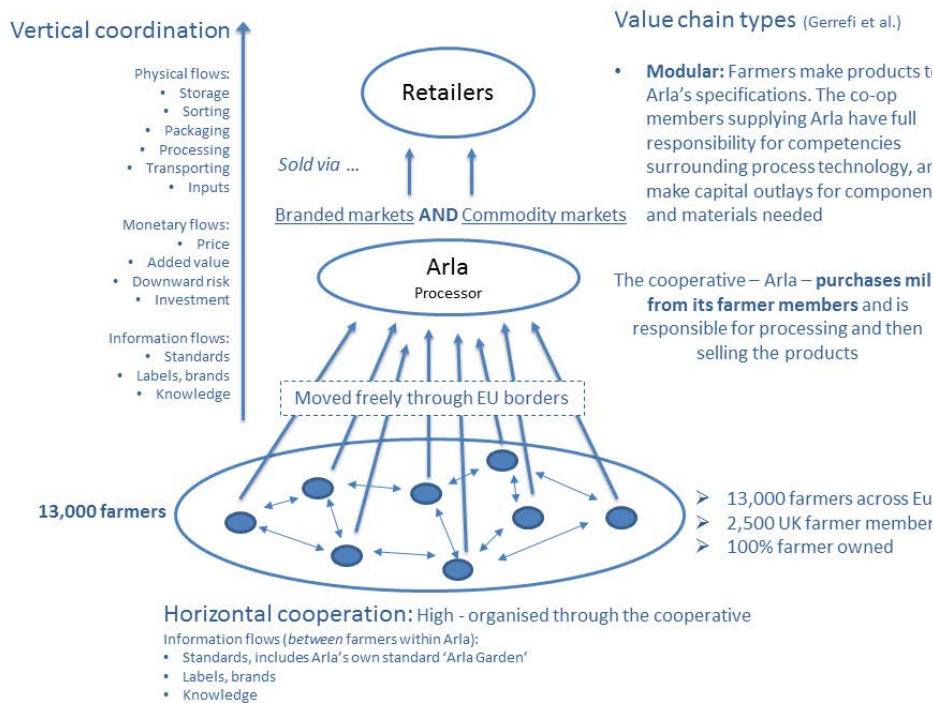 Vertical coordination
Physical flows:
• Storage
• Sorting
• Packaging
• Processing
• Transporting
• Inputs
Monetary flows:
• Price
• Added value
• Downward risk
• Investment
Information flows:
• Standards
• Labels, brands
• Knowledge
Retailers
Sold via ...
Branded markets AND Commodity markets
Arla
Processor
Moved freely through EU borders
13,000 farmers
Value chain types (Gerrefi et al.)
• Modular: Farmers make products
Arla's specifications. The co-op
members supplying Arla have full
responsibility for competencies
surrounding process technology,
make capital outlays for
and materials needed
The cooperative – Arla – purchases
from its farmer members and is
responsible for processing and then
selling the products
➢ 13,000 farmers across
➢ 2,500 UK farmer
➢ 100% farmer owned
Horizontal cooperation: High - organised through the cooperative
Information flows (between farmers within Arla):
• Standards, includes Arla's own standard 'Arla Garden'
• Labels, brands
• Knowledge